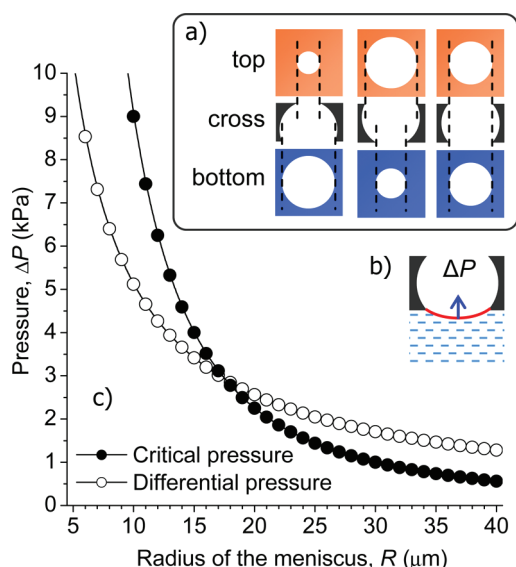 a)
top
cross
bottom
b)
ΔP
10
9
8
7
6
5
4
3
2
1
0
Pressure, ΔP (kPa)
c)
Critical pressure
Differential pressure
5 10 15 20 25 30 35 40
Radius of the meniscus, R (μm)